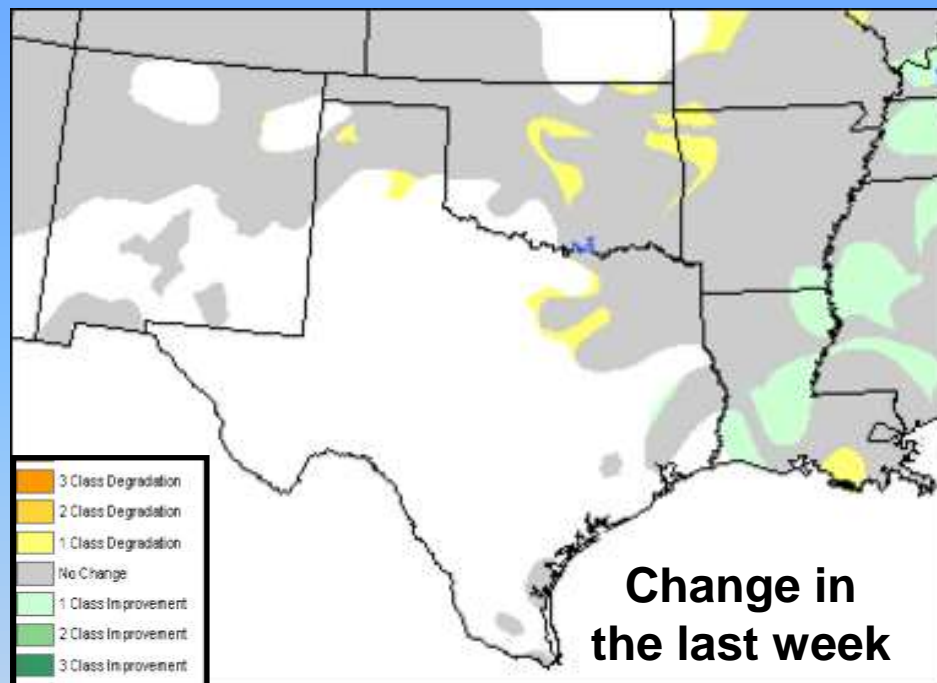 3 Class Degradation
2 Class Degradation
1 Class Degradation
No Change
1 Class Improvement
2 Class Improvement
3 Class Improvement
Change in
the last week